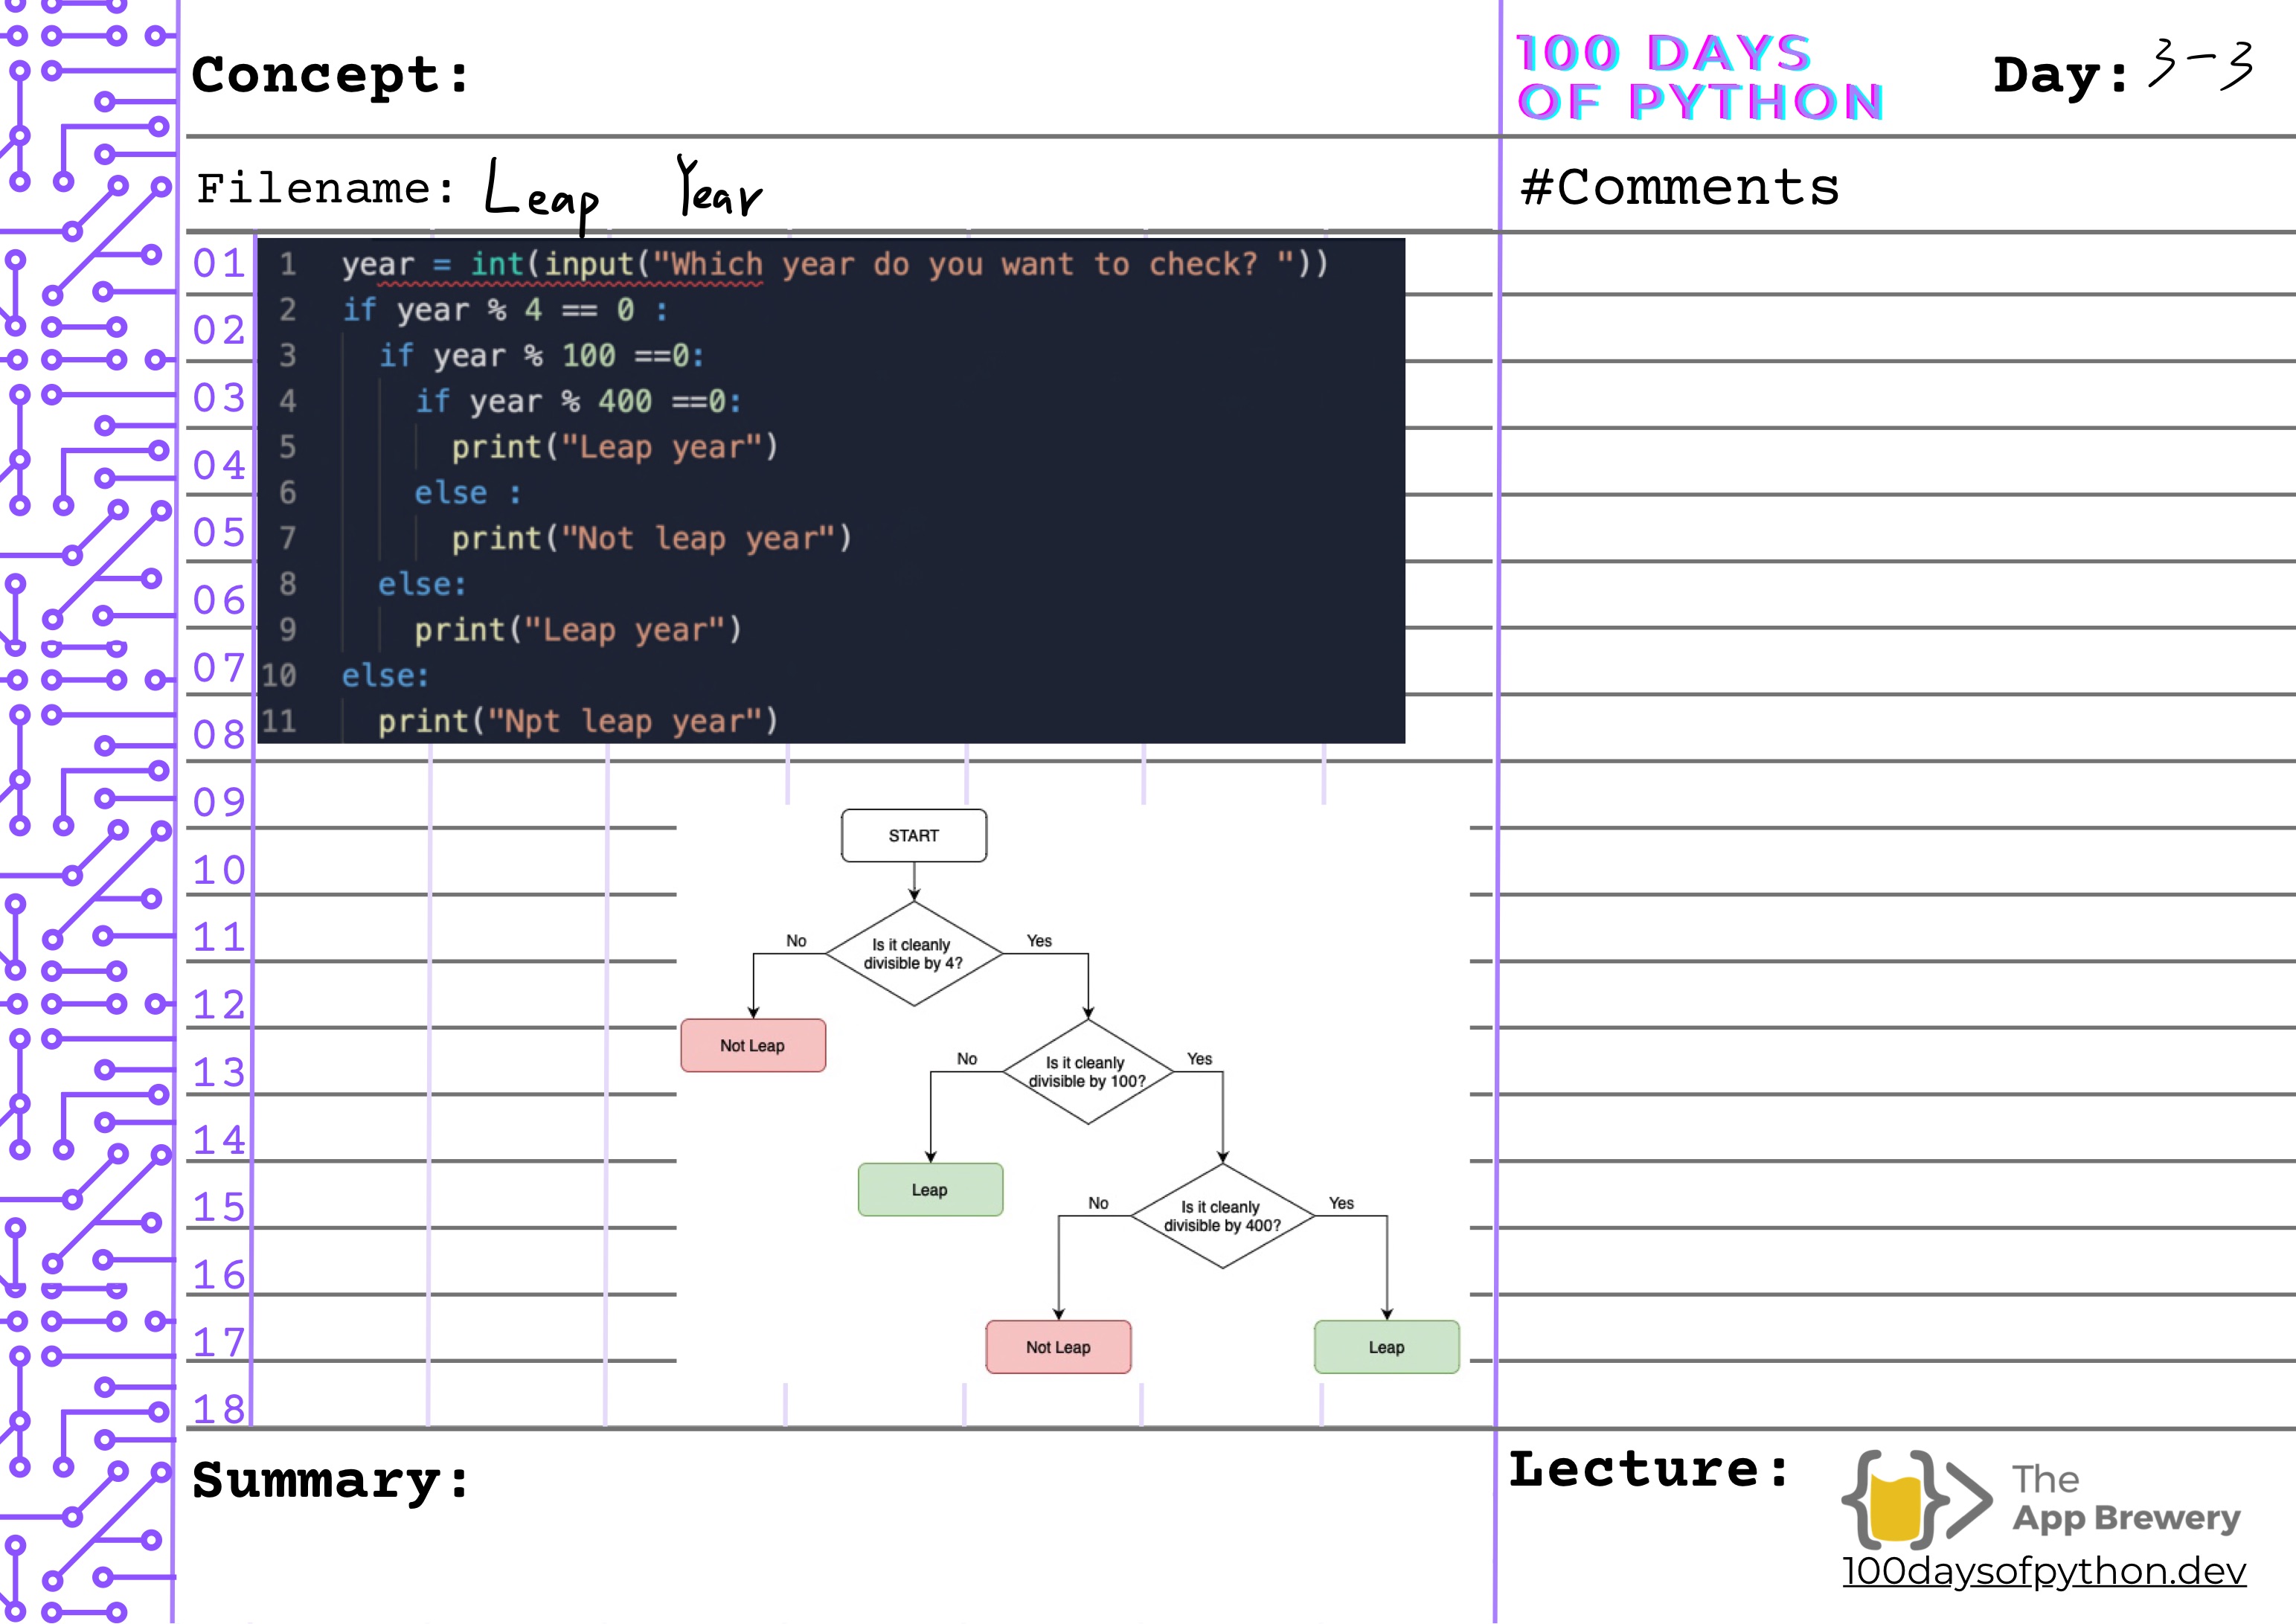 Concept:
100 DAYS
OF PYTHON
Day: 3-3
Filename: Leap Year
#Comments
01
02
03
04
05
06
07
08
09
10
11
12
13
14
15
16
17
18
1 year = int(input("Which year do you want to check? "))
2 if year % 4 == 0 :
3 if year % 100 ==0:
4 if year % 400 ==0:
5 print("Leap year")
6 else :
7 print("Not leap year")
8 else:
9 print("Leap year")
10 else:
11 print("Npt leap year")
START
No
Is it cleanly
divisible by 4?
Yes
Not Leap
No
Is it cleanly
divisible by 100?
Yes
Leap
No
Is it cleanly
divisible by 400?
Yes
Not Leap
Leap
Summary:
Lecture:
The
App Brewery
100daysofpython.dev